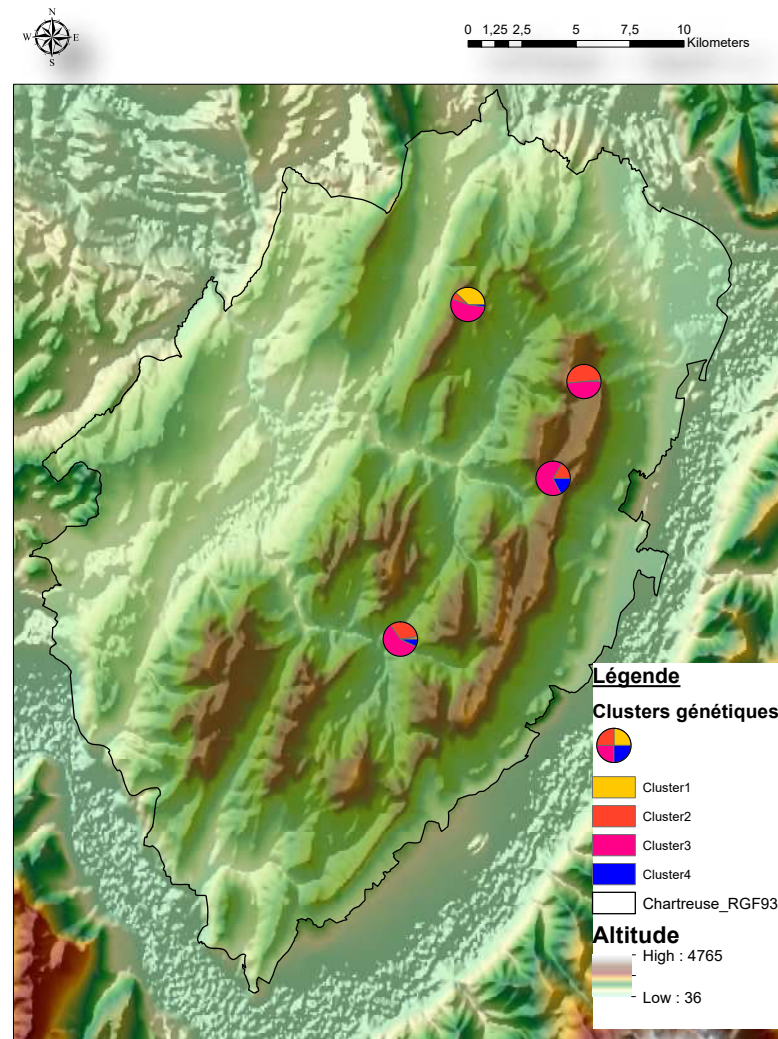 N
W E
S
0 1,25 2,5 5 7,5 10
Kilometers
Légende
Clusters génétiques
Cluster1
Cluster2
Cluster3
Cluster4
Chartreuse_RGF93
Altitude
High : 4765
Low : 36